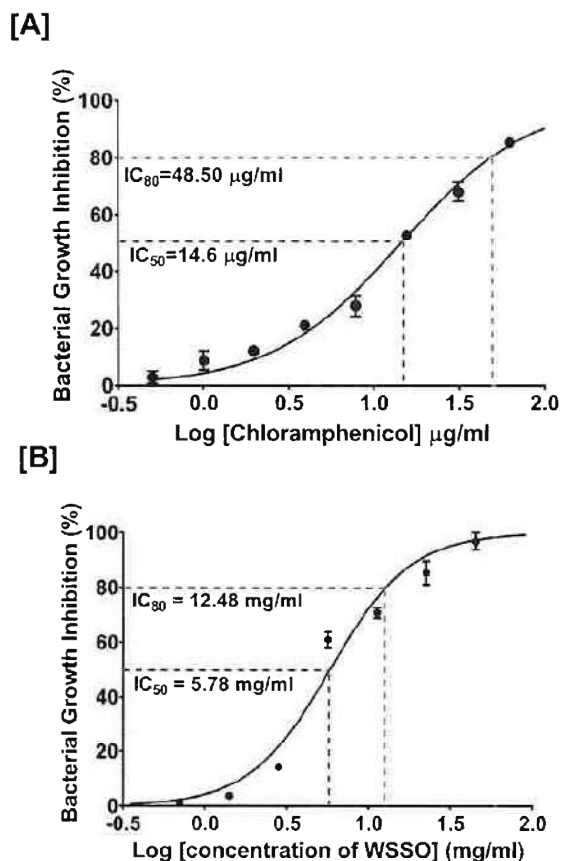 [A]
Bacterial Growth Inhibition (%)
100
80
60
40
20
0
IC80=48.50 μg/ml
IC50=14.6 μg/ml
-0.5 0.0 0.5 1.0 1.5 2.0
Log [Chloramphenicol] μg/ml
[B]
Bacterial Growth Inhibition (%)
100
80
60
40
20
0
IC80 = 12.48 mg/ml
IC50 = 5.78 mg/ml
-0.5 0.0 0.5 1.0 1.5 2.0
Log [concentration of WSSO] (mg/ml)